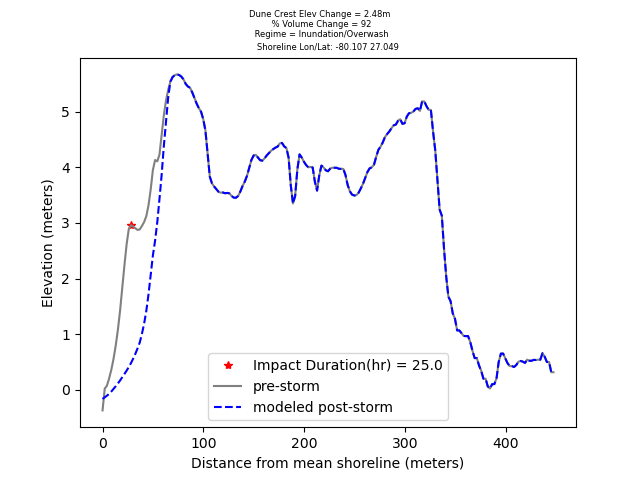 Dune Crest Elev Change = 2.48m
% Volume Change = 92
Regime = Inundation/Overwash
Shoreline Lon/Lat: -80.107 27.049
5
4
3
2
1
0
Elevation (meters)
Impact Duration(hr) = 25.0
pre-storm
modeled post-storm
0 100 200 300 400
Distance from mean shoreline (meters)